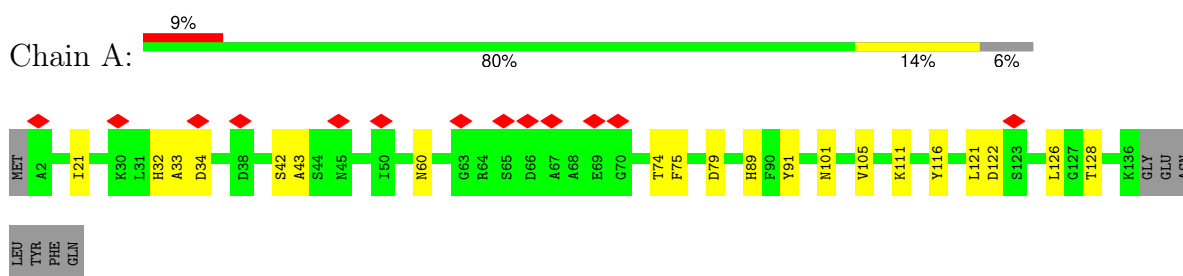 9%
Chain A:
80% 14% 6%
MET A2 I21 K30 L31 H32 A33 D34 D38 S42 A43 S44 N45 I50 N60 G63 R64 S65 D66 A67 A68 E69 G70 T74 F75 D79 H89 F90 Y91 N101 V105 K111 Y116 L121 D122 S123 L126 G127 T128 K136 GLY GLU ASN
LEU TYR PHE GLN